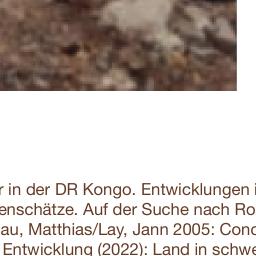 r in der DR Kongo. Entwicklungen i
enschätze. Auf der Suche nach Ro
au, Matthias/Lay, Jann 2005: Cond
Entwicklung (2022): Land in schwe